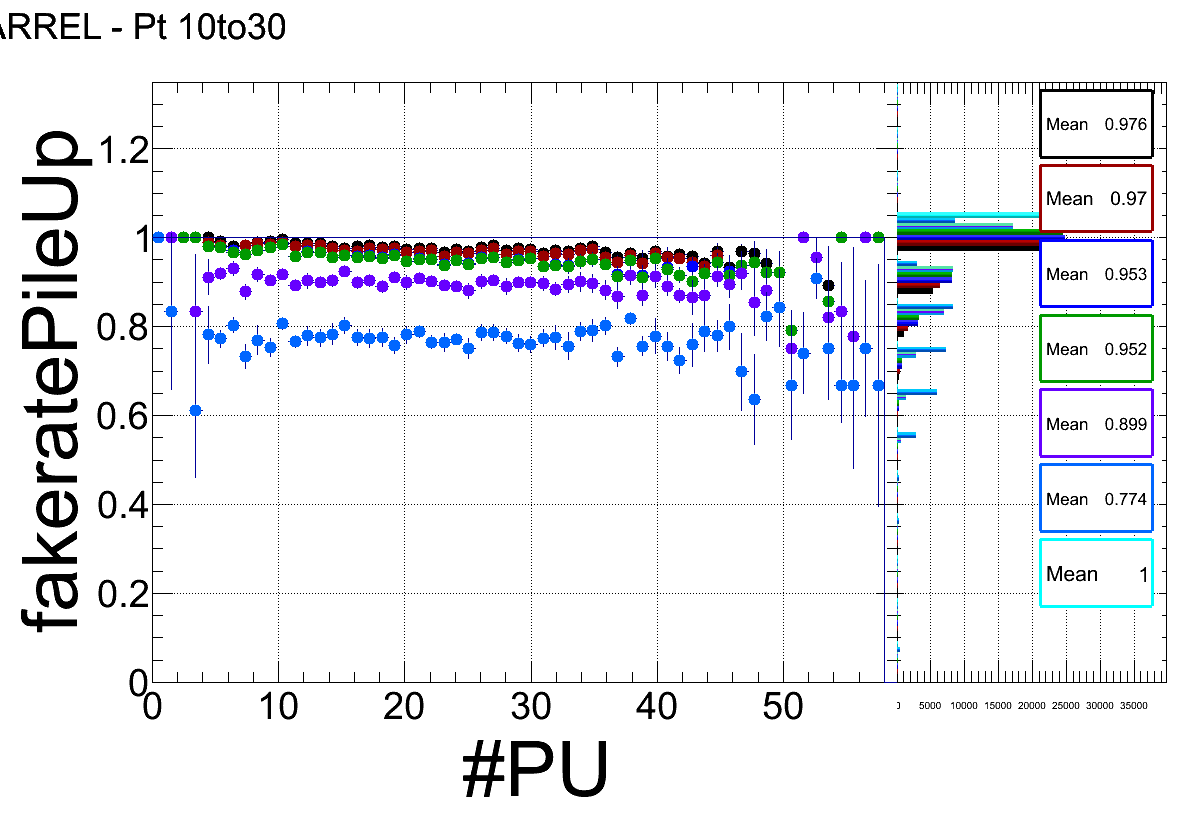 ARREL - Pt 10to30
fakeratePileUp
1.2
1
0.8
0.6
0.4
0.2
0
0 10 20 30 40 50
#PU
5000 10000 15000 20000 25000 30000 35000
Mean 0.976
Mean 0.97
Mean 0.953
Mean 0.952
Mean 0.899
Mean 0.774
Mean 1